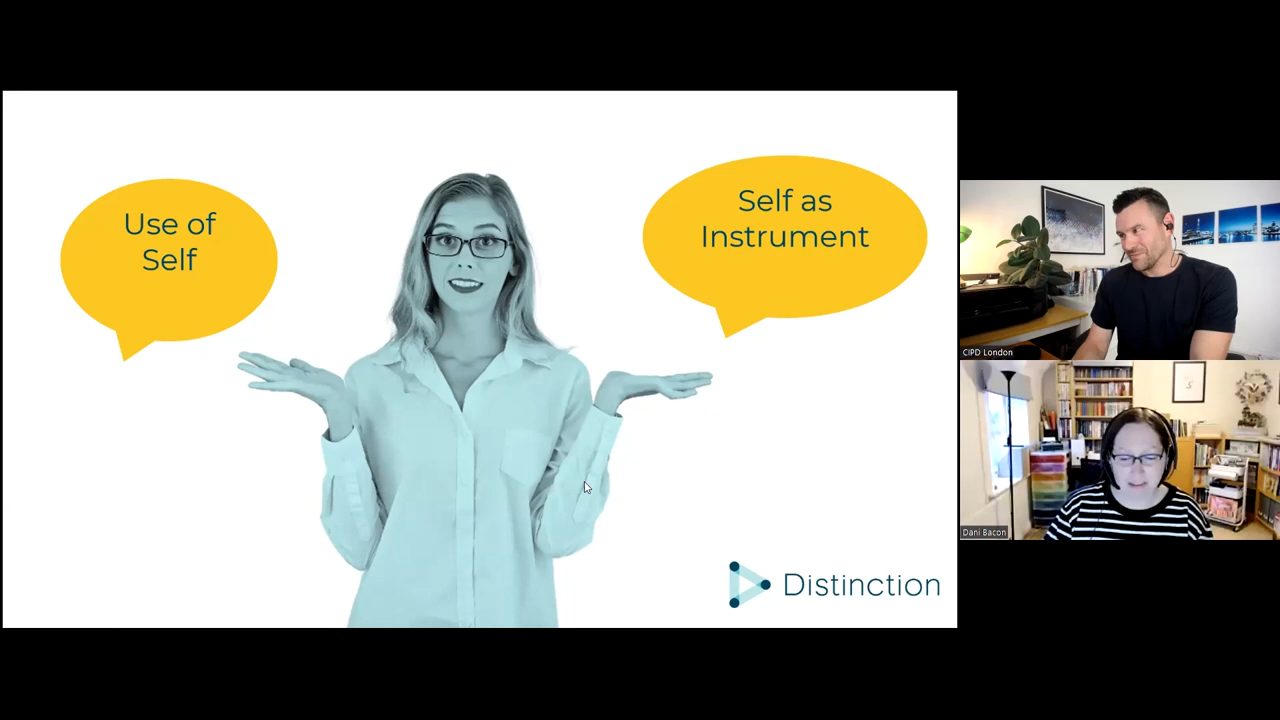 Use of
Self
Self as
Instrument
Distinction
CIPD London
Dani Bacon